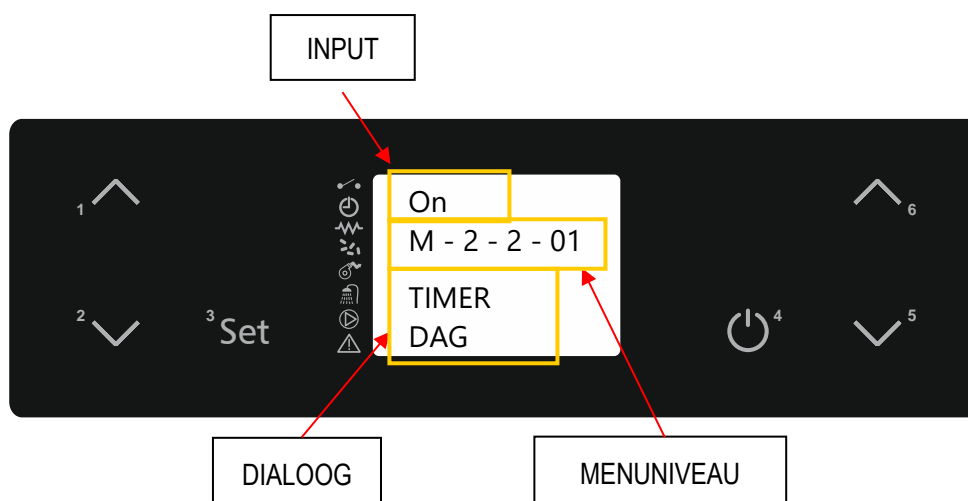 INPUT
1
6
On
M - 2 - 2 - 01
TIMER
DAG
2
3 Set
4
5
DIALOOG
MENUNIVEAU